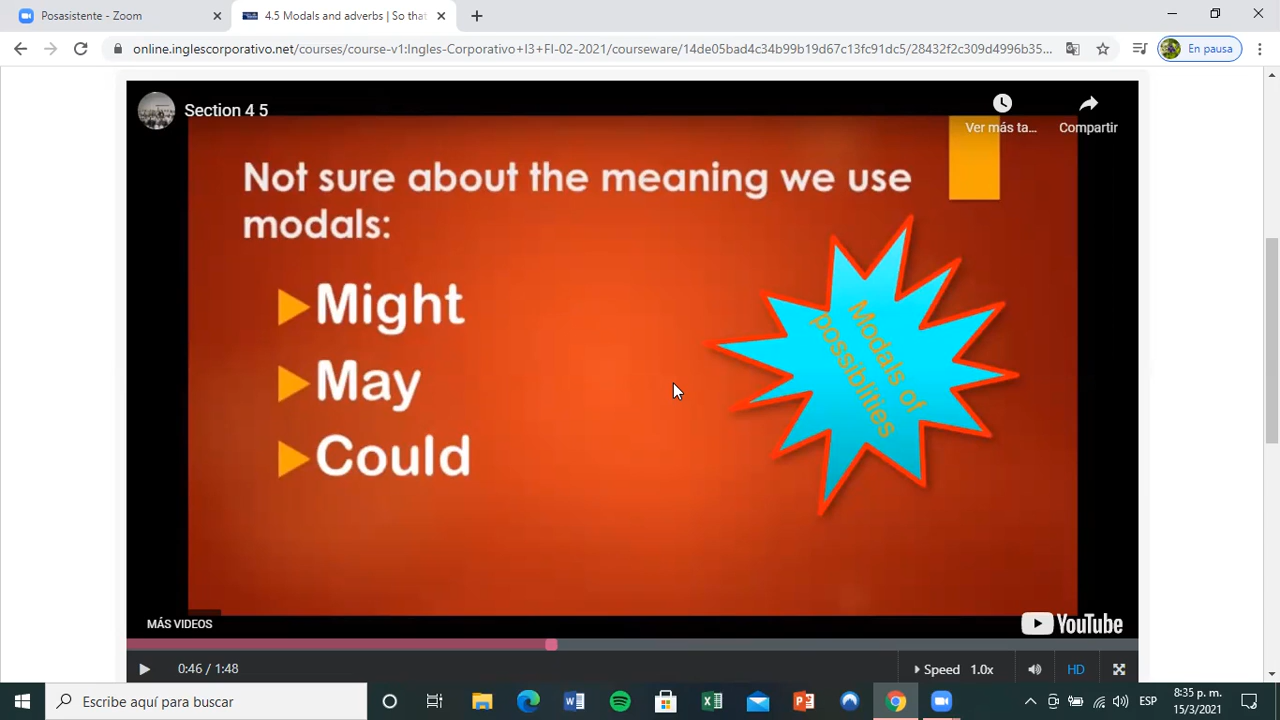 Posasistente - Zoom
4.5 Modals and adverbs | So that
online.inglescorporativo.net/courses/course-v1:Ingles-Corporativo+I3+FI-02-2021/courseware/14de05bad4c34b99b19d67c13fc91dc5/28432f2c309d4996b35...
En pausa
Section 4 5
Ver más ta...
Compartir
Not sure about the meaning we use
modals:
Might
May
Could
Modals of
possibilities
MÁS VIDEOS
YouTube
0:46 / 1:48
Speed 1.0x
HD
Escribe aquí para buscar
ESP
8:35 p. m.
15/3/2021